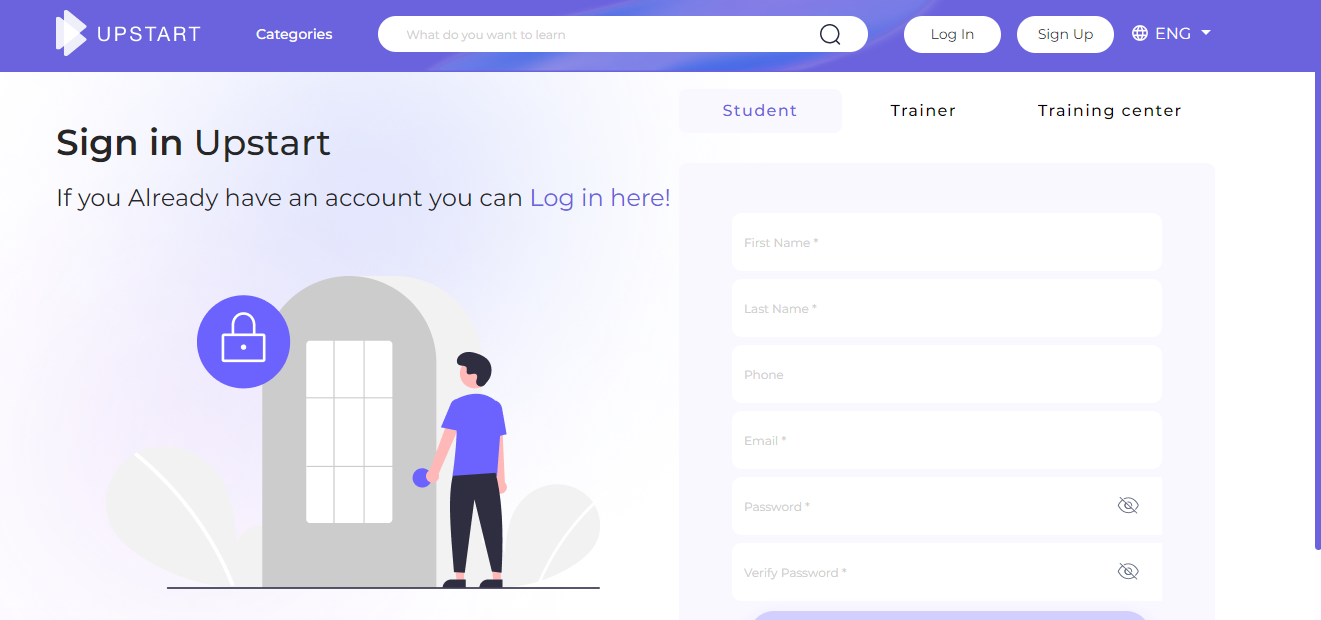 UPSTART
Categories
What do you want to learn
Log In
Sign Up
ENG
Student
Trainer
Training center
Sign in Upstart
If you Already have an account you can Log in here!
First Name *
Last Name *
Phone
Email *
Password *
Verify Password *